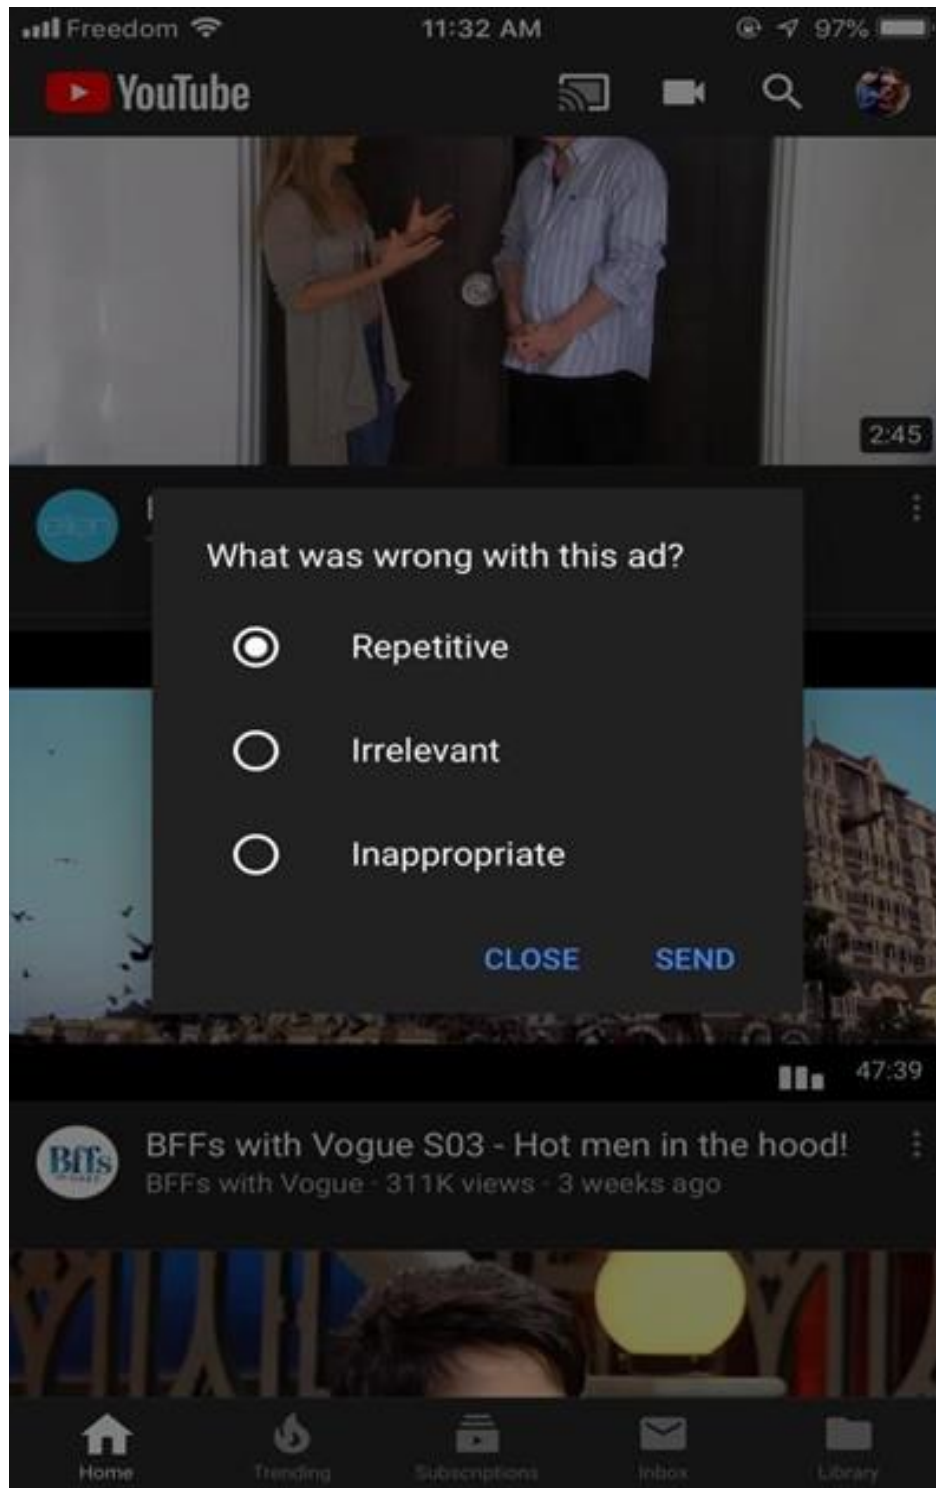 Freedom 11:32 AM 97%
YouTube
2:45
What was wrong with this ad?
Repetitive
Irrelevant
Inappropriate
CLOSE SEND
47:39
BFFs BFFs with Vogue S03 - Hot men in the hood!
BFFs with Vogue · 311K views · 3 weeks ago
Home Trending Subscriptions Inbox Library